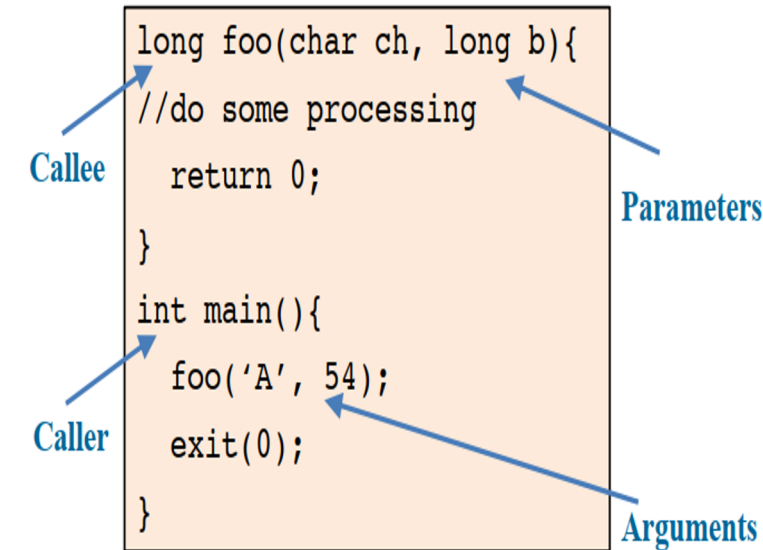 long foo(char ch, long b){
//do some processing
Callee
return 0;
Parameters
}
int main(){
foo(‘A’, 54);
Caller
exit(0);
}
Arguments